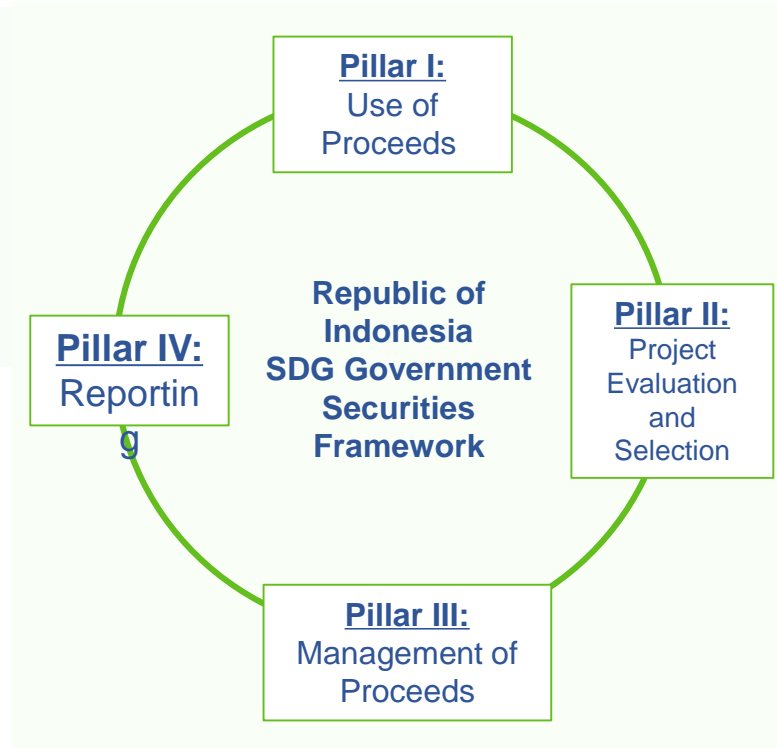 Pillar I:
Use of
Proceeds
Republic of
Indonesia
SDG Government
Securities
Framework
Pillar II:
Project
Evaluation
and
Selection
Pillar IV:
Reportin
g
Pillar III:
Management of
Proceeds